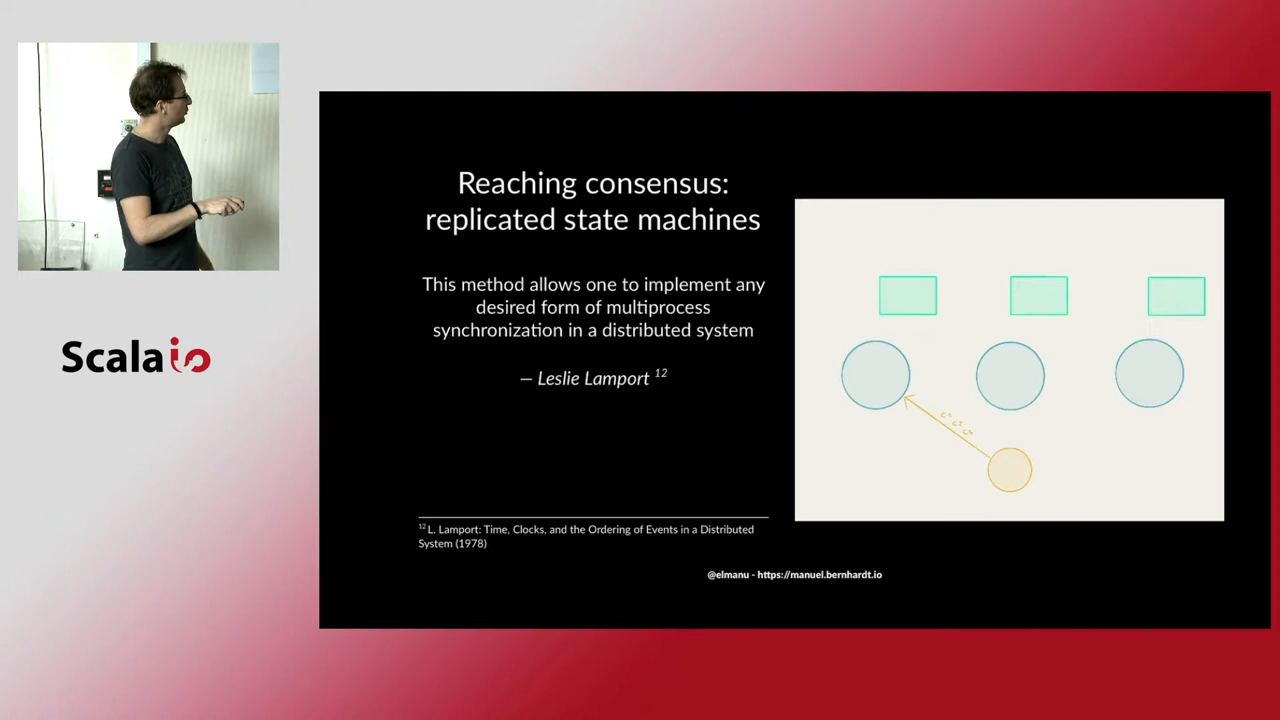 Scala io
Reaching consensus:
replicated state machines
This method allows one to implement any
desired form of multiprocess
synchronization in a distributed system
— Leslie Lamport 12
12 L. Lamport: Time, Clocks, and the Ordering of Events in a Distributed
System (1978)
@elmanu - https://manuel.bernhardt.io